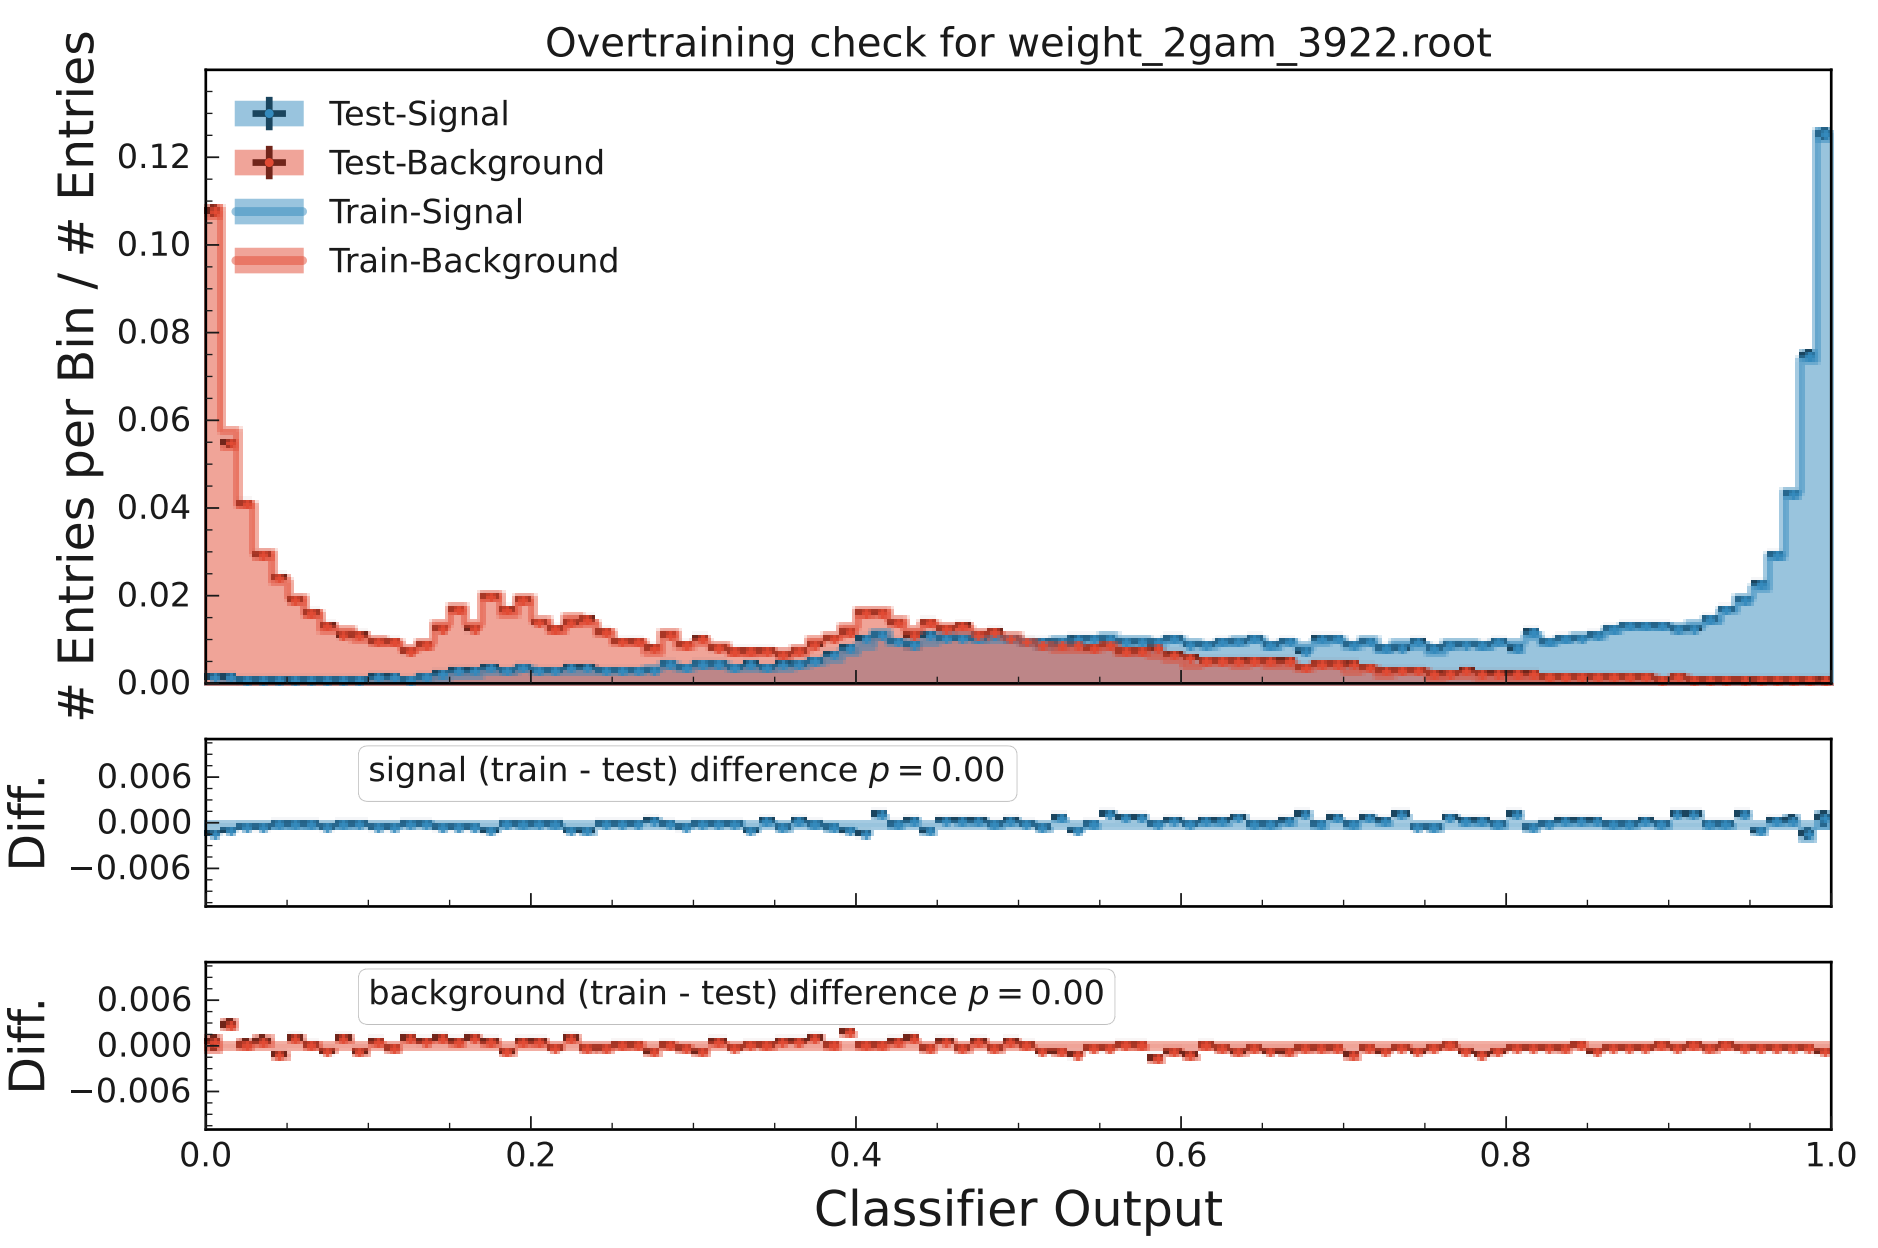 Overtraining check for weight_2gam_3922.root
# Entries per Bin / # Entries
0.12
0.10
0.08
0.06
0.04
0.02
0.00
Test-Signal
Test-Background
Train-Signal
Train-Background
Diff.
0.006
0.000
−0.006
signal (train - test) difference p = 0.00
Diff.
0.006
0.000
−0.006
background (train - test) difference p = 0.00
0.0 0.2 0.4 0.6 0.8 1.0
Classifier Output